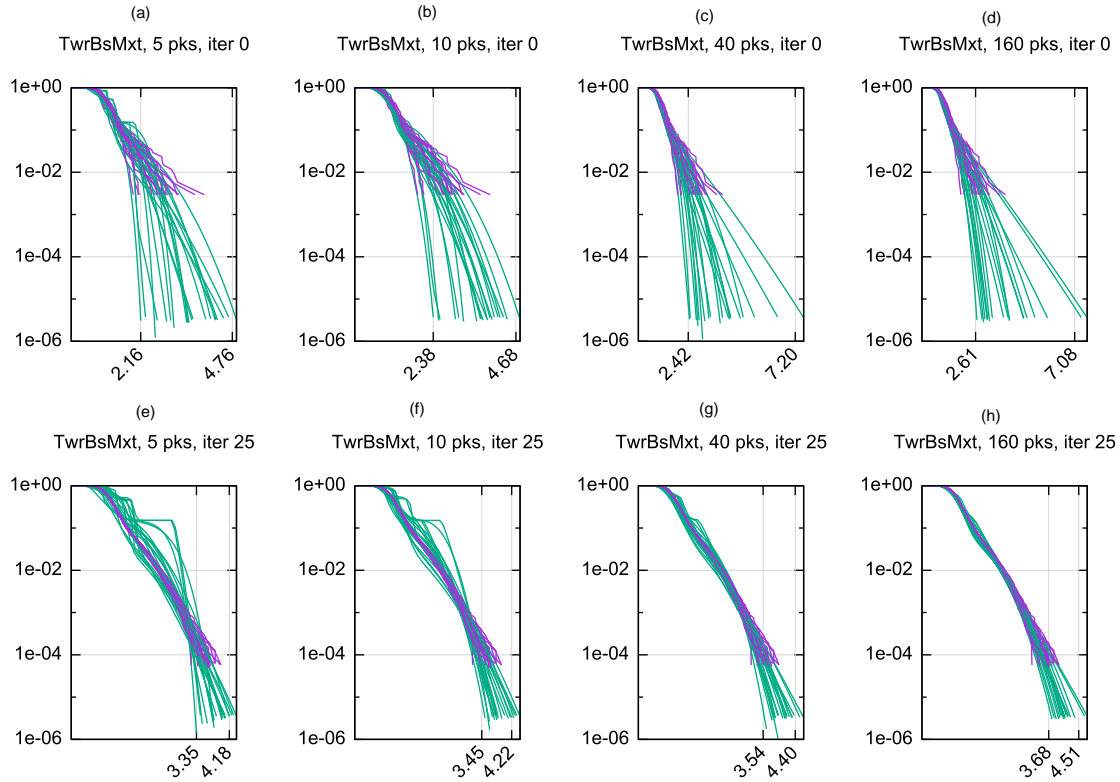 (a) (b) (c) (d)
TwrBsMxt, 5 pks, iter 0 TwrBsMxt, 10 pks, iter 0 TwrBsMxt, 40 pks, iter 0 TwrBsMxt, 160 pks, iter 0
1e+00 1e+00 1e+00 1e+00
1e-02 1e-02 1e-02 1e-02
1e-04 1e-04 1e-04 1e-04
1e-06 1e-06 1e-06 1e-06
2.16 4.76 2.38 4.68 2.42 7.20 2.61 7.08
(e) (f) (g) (h)
TwrBsMxt, 5 pks, iter 25 TwrBsMxt, 10 pks, iter 25 TwrBsMxt, 40 pks, iter 25 TwrBsMxt, 160 pks, iter 25
1e+00 1e+00 1e+00 1e+00
1e-02 1e-02 1e-02 1e-02
1e-04 1e-04 1e-04 1e-04
1e-06 1e-06 1e-06 1e-06
3.35 4.18 3.45 4.22 3.54 4.40 3.68 4.51